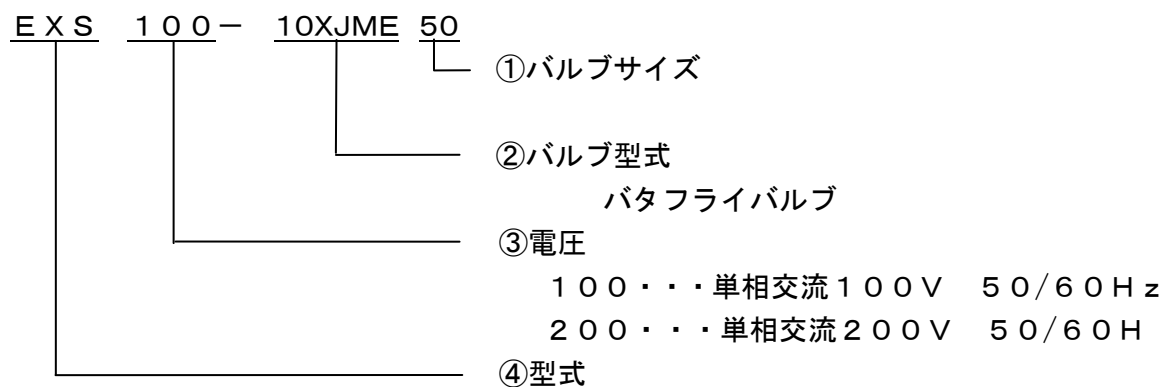 ＥＸＳ １００－ 10XJME 50
①バルブサイズ
②バルブ型式
バタフライバルブ
③電圧
１００・・・単相交流１００Ｖ　５０/６０Ｈｚ
２００・・・単相交流２００Ｖ　５０/６０Ｈ
④型式